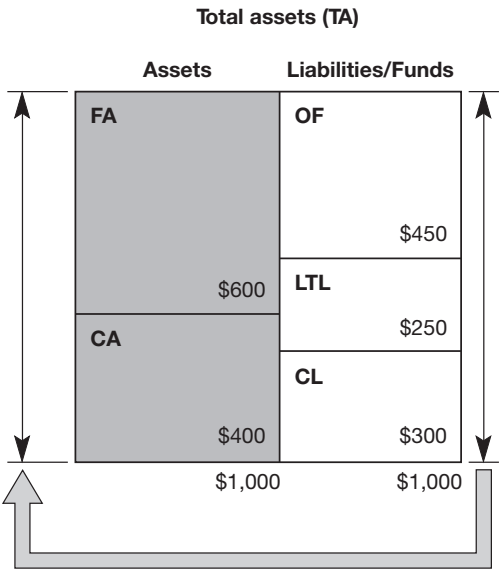 Total assets (TA)
Assets Liabilities/Funds
FA OF
$450
$600 LTL
$250
CA
CL
$400 $300
$1,000 $1,000